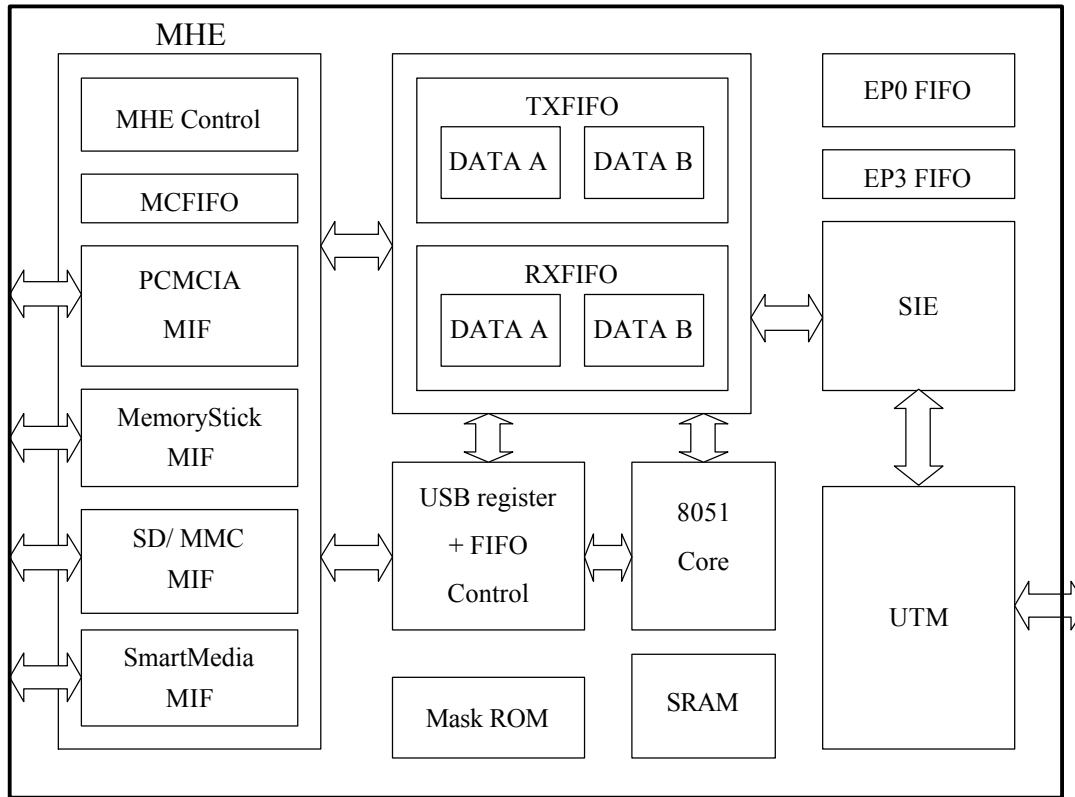 MHE
MHE Control
MCFIFO
PCMCIA
MIF
MemoryStick
MIF
SD/ MMC
MIF
SmartMedia
MIF
TXFIFO
DATA A
DATA B
RXFIFO
DATA A
DATA B
USB register
+ FIFO
Control
8051
Core
Mask ROM
SRAM
EP0 FIFO
EP3 FIFO
SIE
UTM